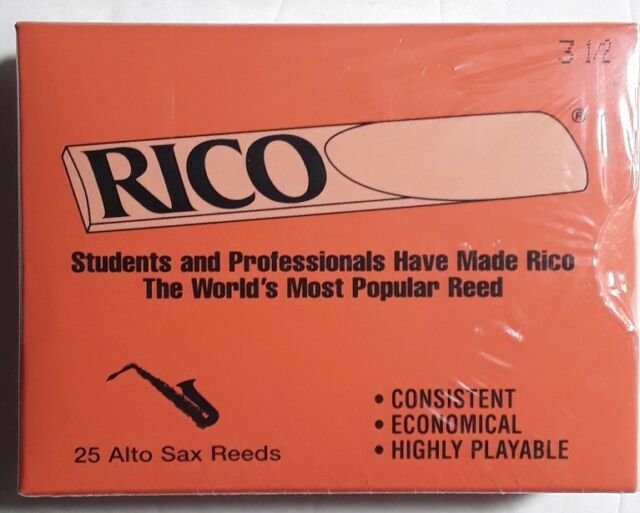 3 1/2
®
RICO
Students and Professionals Have Made Rico
The World's Most Popular Reed
25 Alto Sax Reeds
• CONSISTENT
• ECONOMICAL
• HIGHLY PLAYABLE